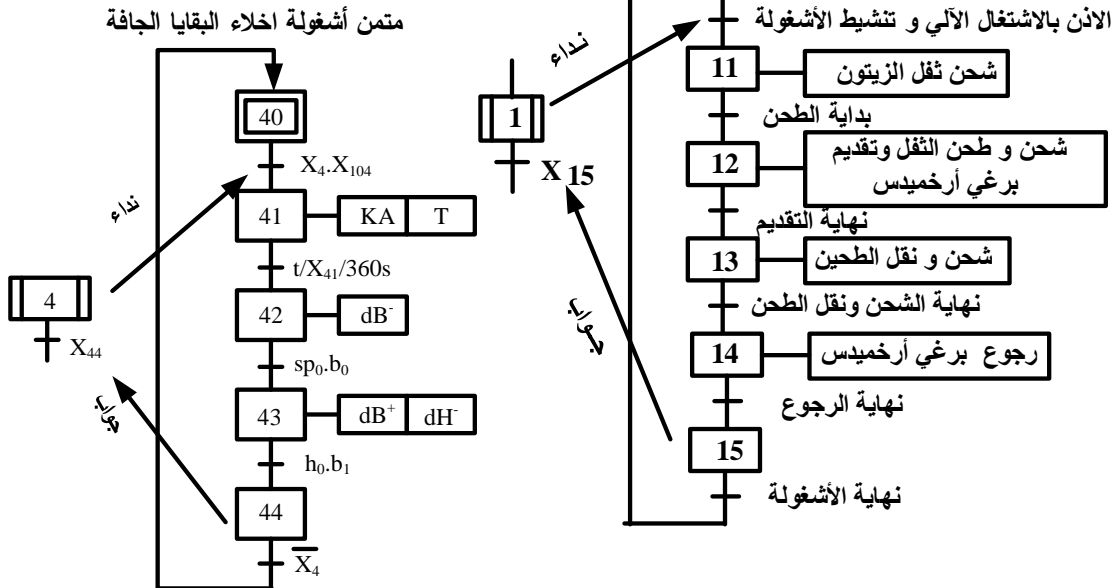 متمن أشغولة اخلاء البقايا الجافة
40
X₄.X₁₀₄
نداء
41
KA
T
t/X₄₁/360s
4
X₄₄
42
dB⁻
sp₀.b₀
43
dB⁺
dH⁻
جواب
h₀.b₁
44
X̅₄
الاذن بالاشتغال الآلي و تنشيط الأشغولة
نداء
11
شحن ثفل الزيتون
1
X 15
بداية الطحن
12
شحن و طحن الثفل وتقديم
برغي أرخميدس
نهاية التقديم
13
شحن و نقل الطحين
جواب
نهاية الشحن ونقل الطحن
14
رجوع برغي أرخميدس
نهاية الرجوع
15
نهاية الأشغولة